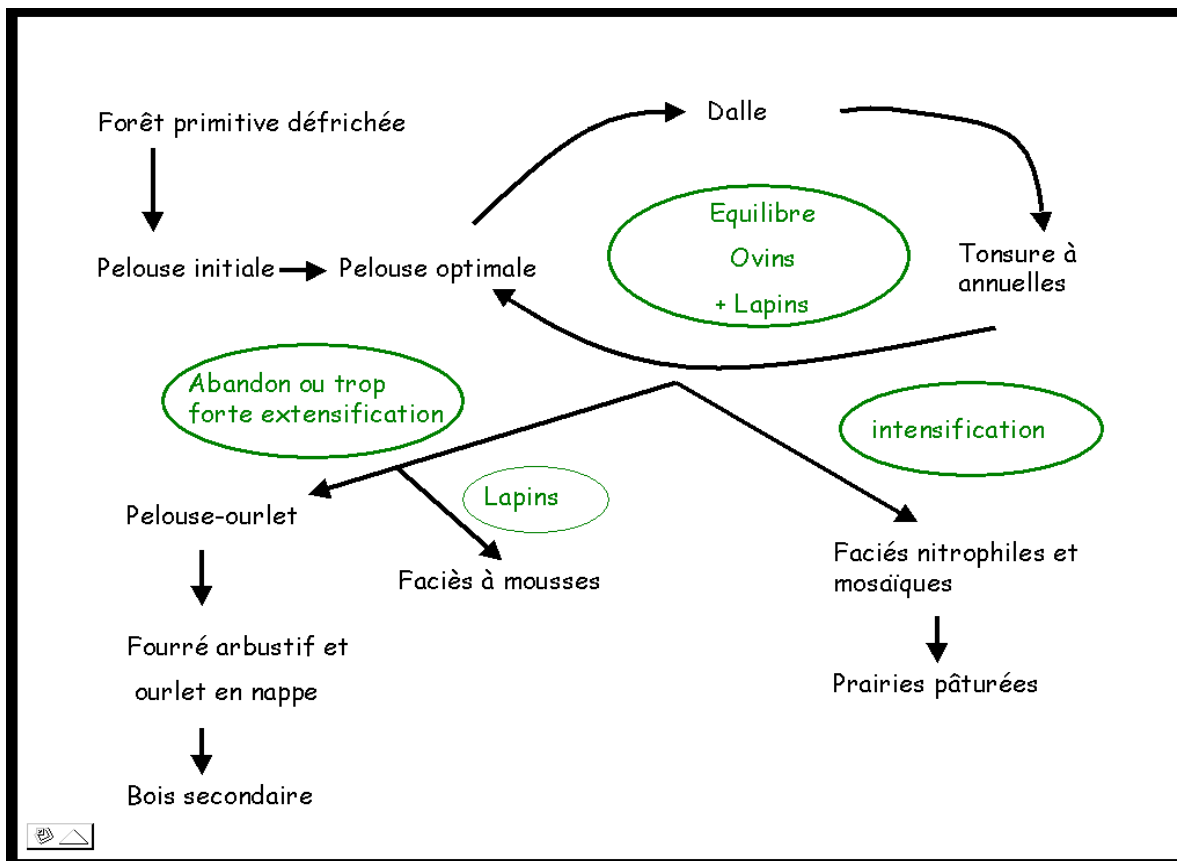 Forêt primitive défrichée
Dalle
Equilibre
Ovins
+ Lapins
Pelouse initiale
Pelouse optimale
Tonsure à
annuelles
Abandon ou trop
forte extensification
intensification
Lapins
Pelouse-ourlet
Faciès à mousses
Faciés nitrophiles et
mosaïques
Fourré arbustif et
ourlet en nappe
Prairies pâturées
Bois secondaire